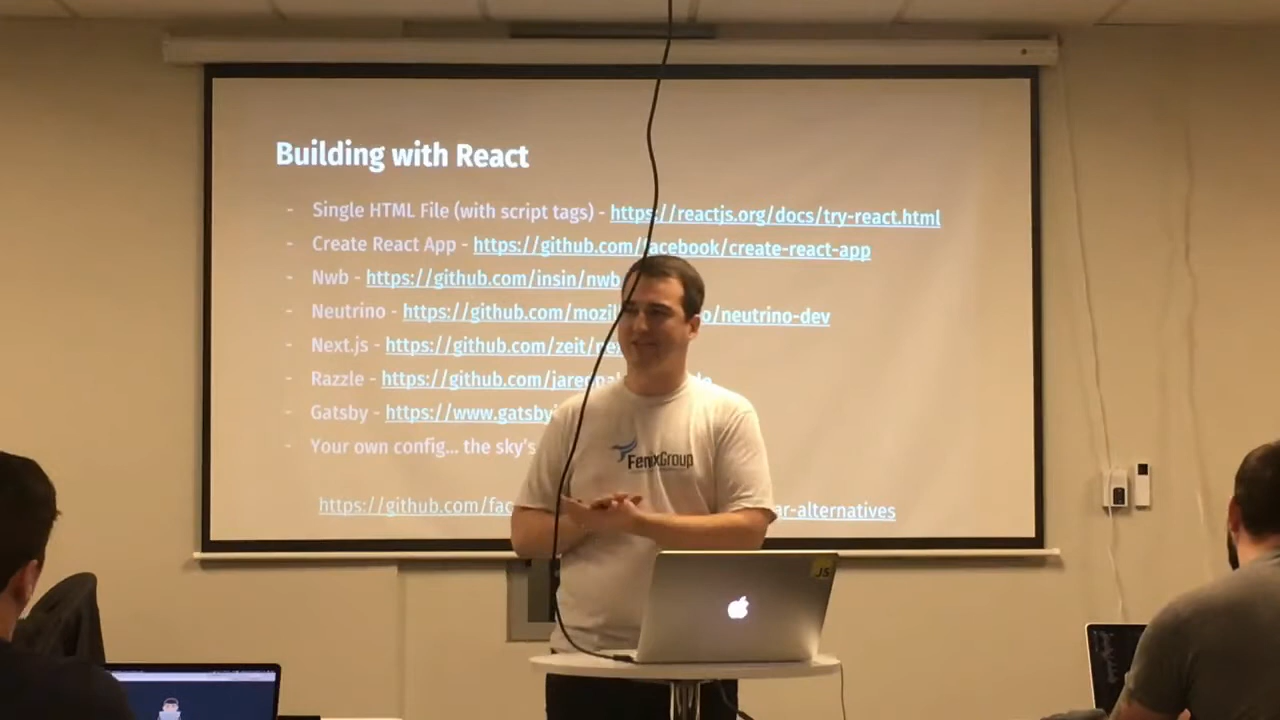 Building with React
- Single HTML File (with script tags) - https://reactjs.org/docs/try-react.html
- Create React App - https://github.com/facebook/create-react-app
- Nwb - https://github.com/insin/nwb
- Neutrino - https://github.com/mozil o/neutrino-dev
- Next.js - https://github.com/zeit/ne
- Razzle - https://github.com/jaredpal
- Gatsby - https://www.gatsbyj
- Your own config... the sky's
https://github.com/fac ar-alternatives
FenixGroup
JS